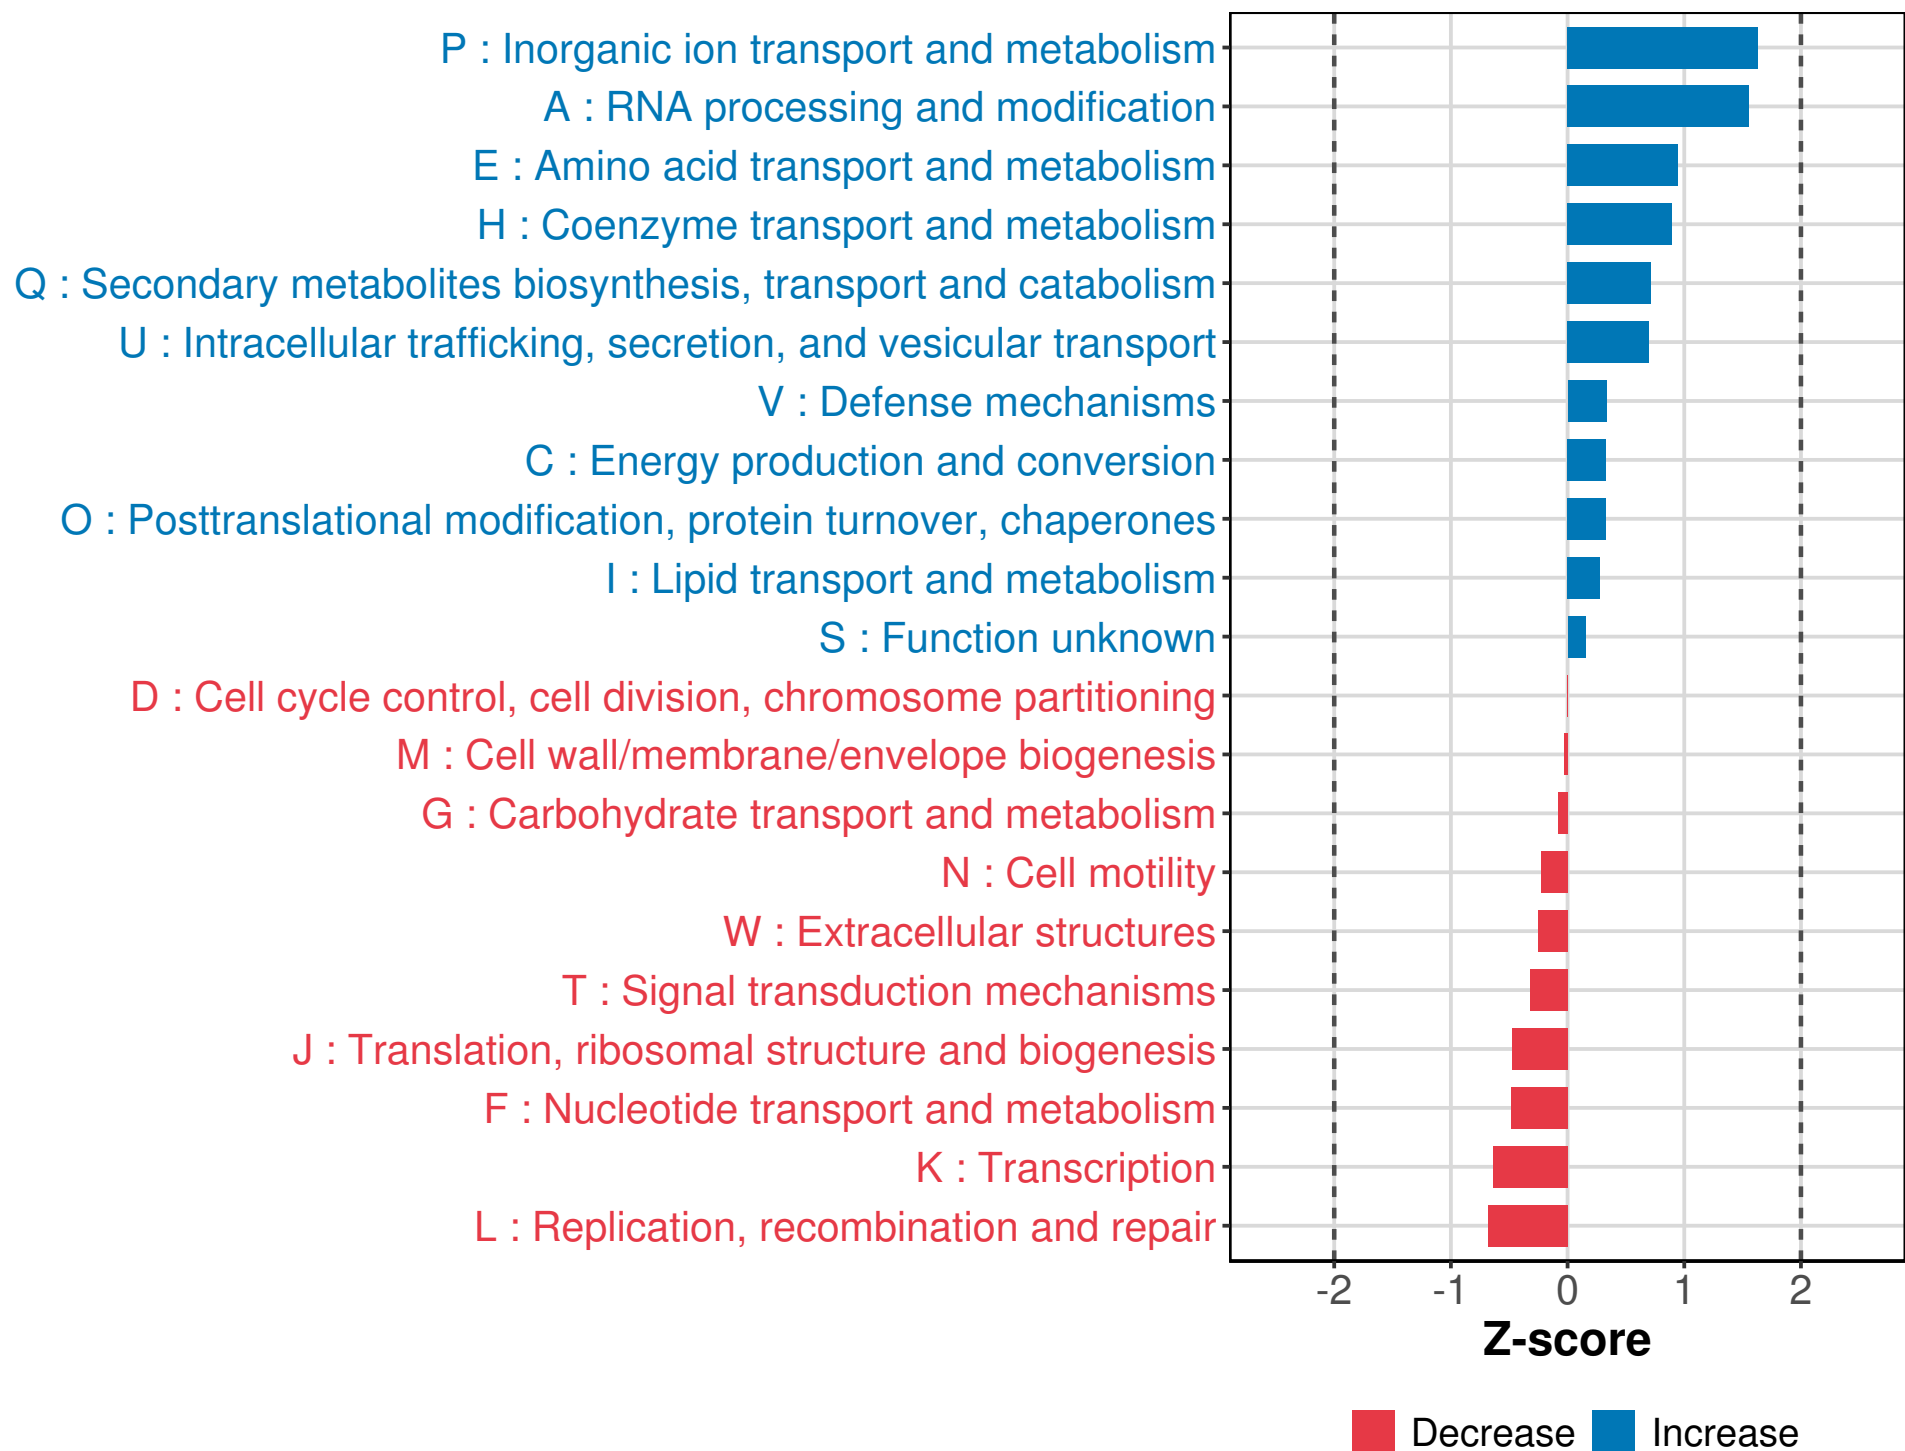 P : Inorganic ion transport and metabolism
A : RNA processing and modification
E : Amino acid transport and metabolism
H : Coenzyme transport and metabolism
Q : Secondary metabolites biosynthesis, transport and catabolism
U : Intracellular trafficking, secretion, and vesicular transport
V : Defense mechanisms
C : Energy production and conversion
O : Posttranslational modification, protein turnover, chaperones
I : Lipid transport and metabolism
S : Function unknown
D : Cell cycle control, cell division, chromosome partitioning
M : Cell wall/membrane/envelope biogenesis
G : Carbohydrate transport and metabolism
N : Cell motility
W : Extracellular structures
T : Signal transduction mechanisms
J : Translation, ribosomal structure and biogenesis
F : Nucleotide transport and metabolism
K : Transcription
L : Replication, recombination and repair
-2 -1 0 1 2
Z-score
Decrease Increase